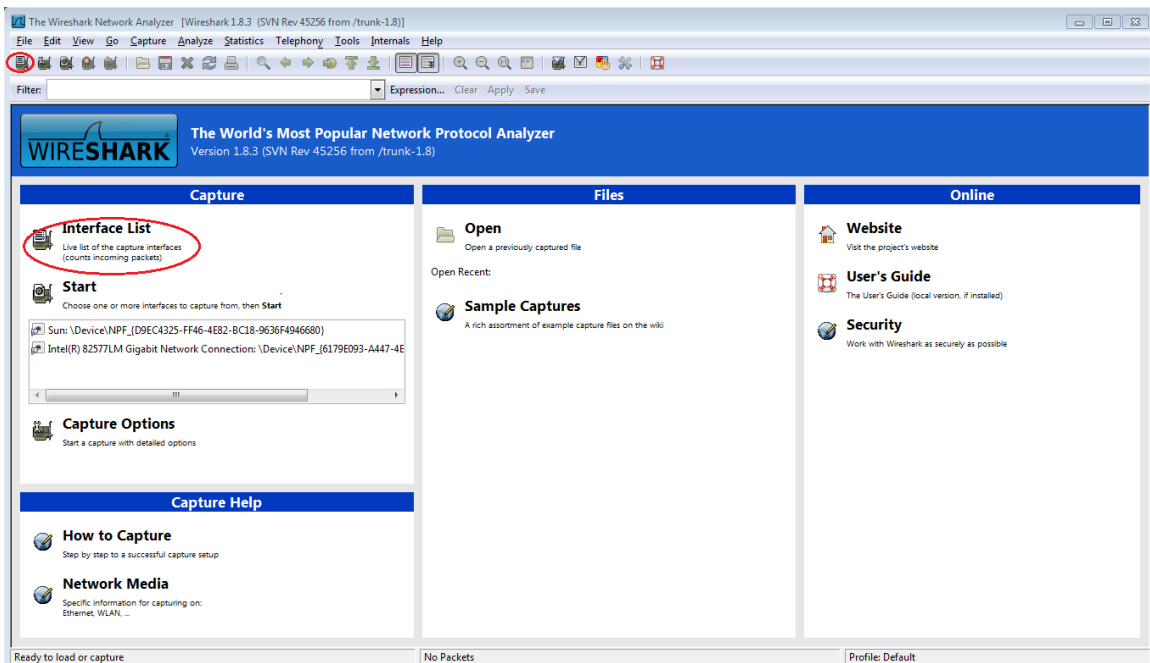 The Wireshark Network Analyzer [Wireshark 1.8.3 (SVN Rev 45256 from /trunk-1.8)]
File Edit View Go Capture Analyze Statistics Telephony Tools Internals Help
Filter: Expression... Clear Apply Save
WIRESHARK
The World's Most Popular Network Protocol Analyzer
Version 1.8.3 (SVN Rev 45256 from /trunk-1.8)
Capture
Interface List
Live list of the capture interfaces
(counts incoming packets)
Start
Choose one or more interfaces to capture from, then Start
Sun: \Device\NPF_{D9EC4325-FF46-4E82-BC18-9636F4946680}
Intel(R) 82577LM Gigabit Network Connection: \Device\NPF_{6179E093-A447-4E
Capture Options
Start a capture with detailed options
Capture Help
How to Capture
Step by step to a successful capture setup
Network Media
Specific information for capturing on:
Ethernet, WLAN, ...
Files
Open
Open a previously captured file
Open Recent:
Sample Captures
A rich assortment of example capture files on the wiki
Online
Website
Visit the project's website
User's Guide
The User's Guide (local version, if installed)
Security
Work with Wireshark as securely as possible
Ready to load or capture
No Packets
Profile: Default